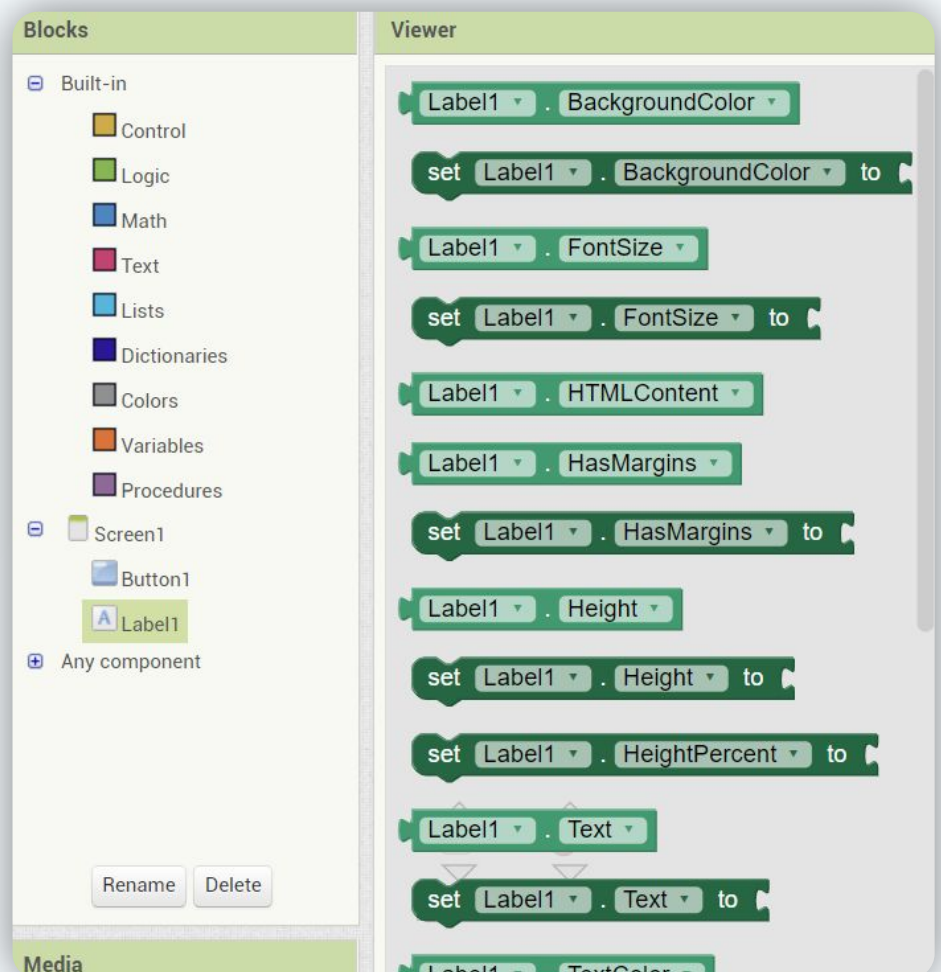 Blocks
Built-in
Control
Logic
Math
Text
Lists
Dictionaries
Colors
Variables
Procedures
Screen1
Button1
A Label1
Any component
Rename Delete
Media
Viewer
Label1 . BackgroundColor
set Label1 . BackgroundColor to
Label1 . FontSize
set Label1 . FontSize to
Label1 . HTMLContent
Label1 . HasMargins
set Label1 . HasMargins to
Label1 . Height
set Label1 . Height to
set Label1 . HeightPercent to
Label1 . Text
set Label1 . Text to
Label1 . TextColor